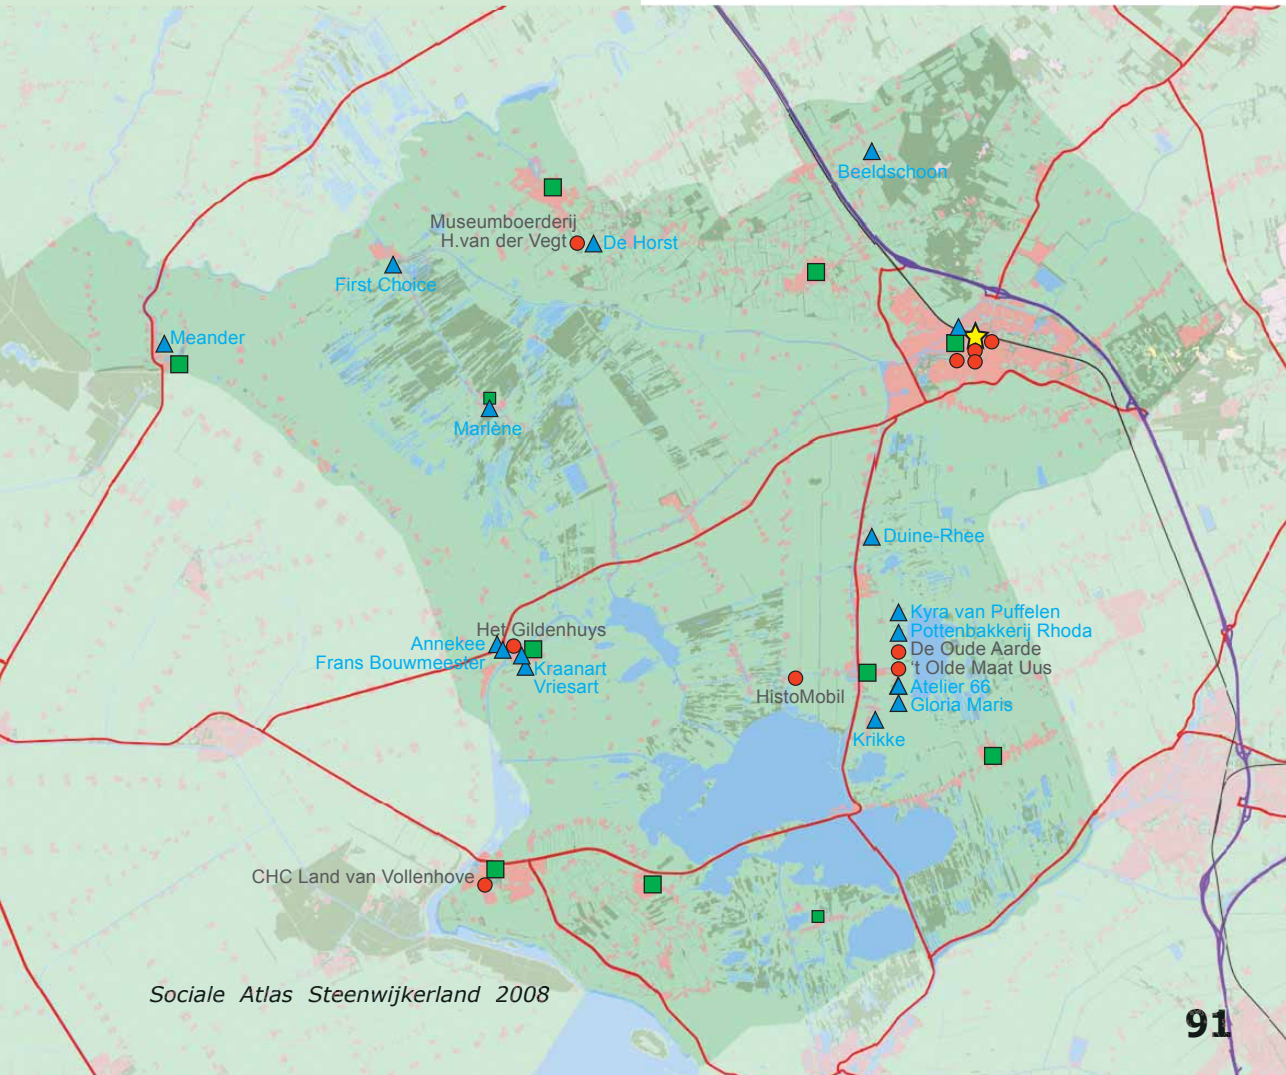 Beeldschoon
Museumboerderij
H.van der Vegt
De Horst
First Choice
Meander
Marlène
Duine-Rhee
Kyra van Puffelen
Pottenbakkerij Rhoda
De Oude Aarde
't Olde Maat Uus
Atelier 66
Gloria Maris
Krikke
Het Gildenhuys
Annekee
Frans Bouwmeester
Kraanart
Vriesart
HistoMobil
CHC Land van Vollenhove
Sociale Atlas Steenwijkerland 2008
91